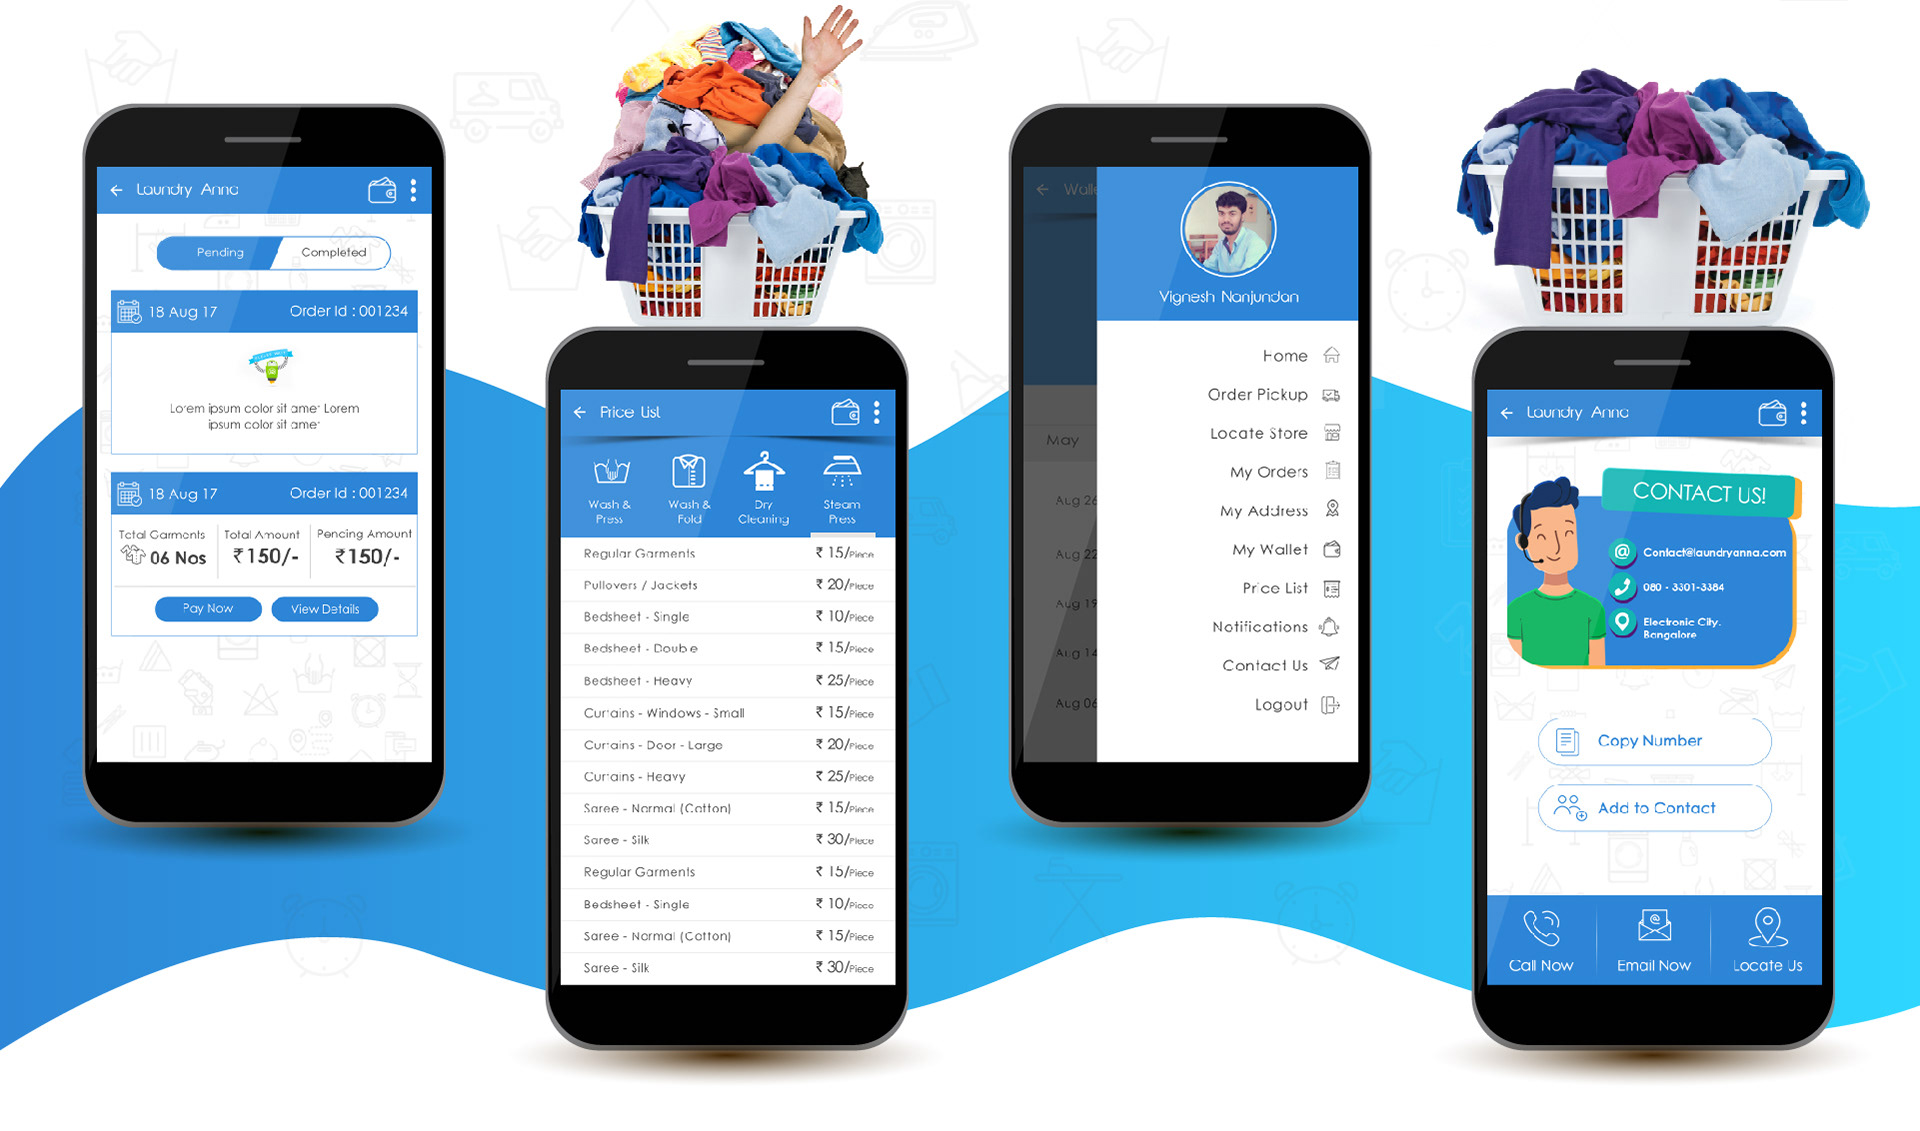 Laundry Anna
Pending
Completed
18 Aug 17
Order Id : 001234
Lorem ipsum color sit amet Lorem
ipsum color sit amet
18 Aug 17
Order Id : 001234
Total Garments
Total Amount
Pencing Amount
06 Nos
₹150/-
₹150/-
Pay Now
View Details
Price List
Wash &
Press
Wash &
Fold
Dry
Cleaning
Steam
Press
Regular Garments ₹ 15/Piece
Pullovers / Jackets ₹ 20/Piece
Bedsheet - Single ₹ 10/Piece
Bedsheet - Double ₹ 15/Piece
Bedsheet - Heavy ₹ 25/Piece
Curtains - Windows - Small ₹ 15/Piece
Curtains - Door - Large ₹ 20/Piece
Curtains - Heavy ₹ 25/Piece
Saree - Normal (Cotton) ₹ 15/Piece
Saree - Silk ₹ 30/Piece
Regular Garments ₹ 15/Piece
Bedsheet - Single ₹ 10/Piece
Saree - Normal (Cotton) ₹ 15/Piece
Saree - Silk ₹ 30/Piece
May
Aug 26
Aug 22
Aug 19
Aug 14
Aug 06
Vignesh Nanjundan
Home
Order Pickup
Locate Store
My Orders
My Address
My Wallet
Price List
Notifications
Contact Us
Logout
Laundry Anna
CONTACT US!
Contact@laundryanna.com
080 - 3301-3384
Electronic City.
Bangalore
Copy Number
Add to Contact
Call Now
Email Now
Locate Us